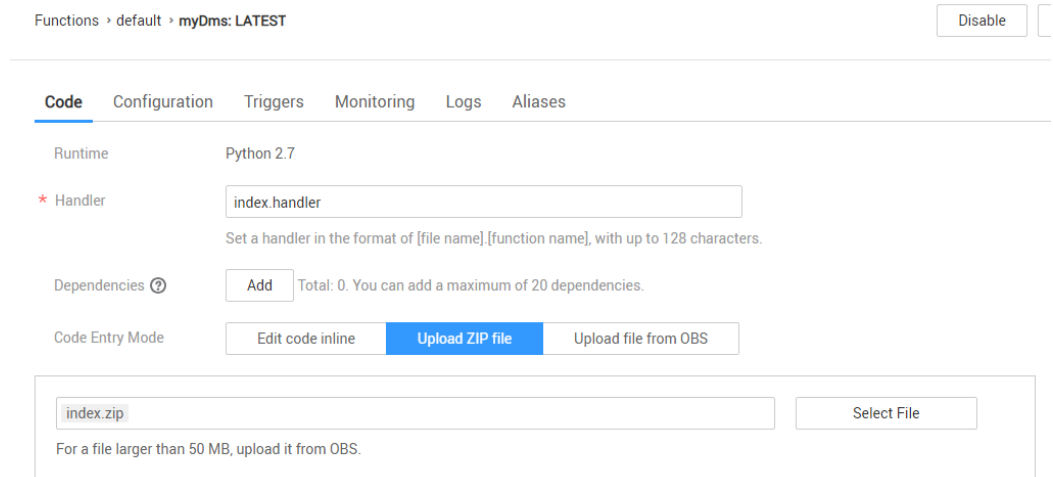 Functions › default › myDms: LATEST
Disable
Code Configuration Triggers Monitoring Logs Aliases
Runtime Python 2.7
* Handler index.handler
Set a handler in the format of [file name].[function name], with up to 128 characters.
Dependencies ? Add Total: 0. You can add a maximum of 20 dependencies.
Code Entry Mode Edit code inline Upload ZIP file Upload file from OBS
index.zip Select File
For a file larger than 50 MB, upload it from OBS.